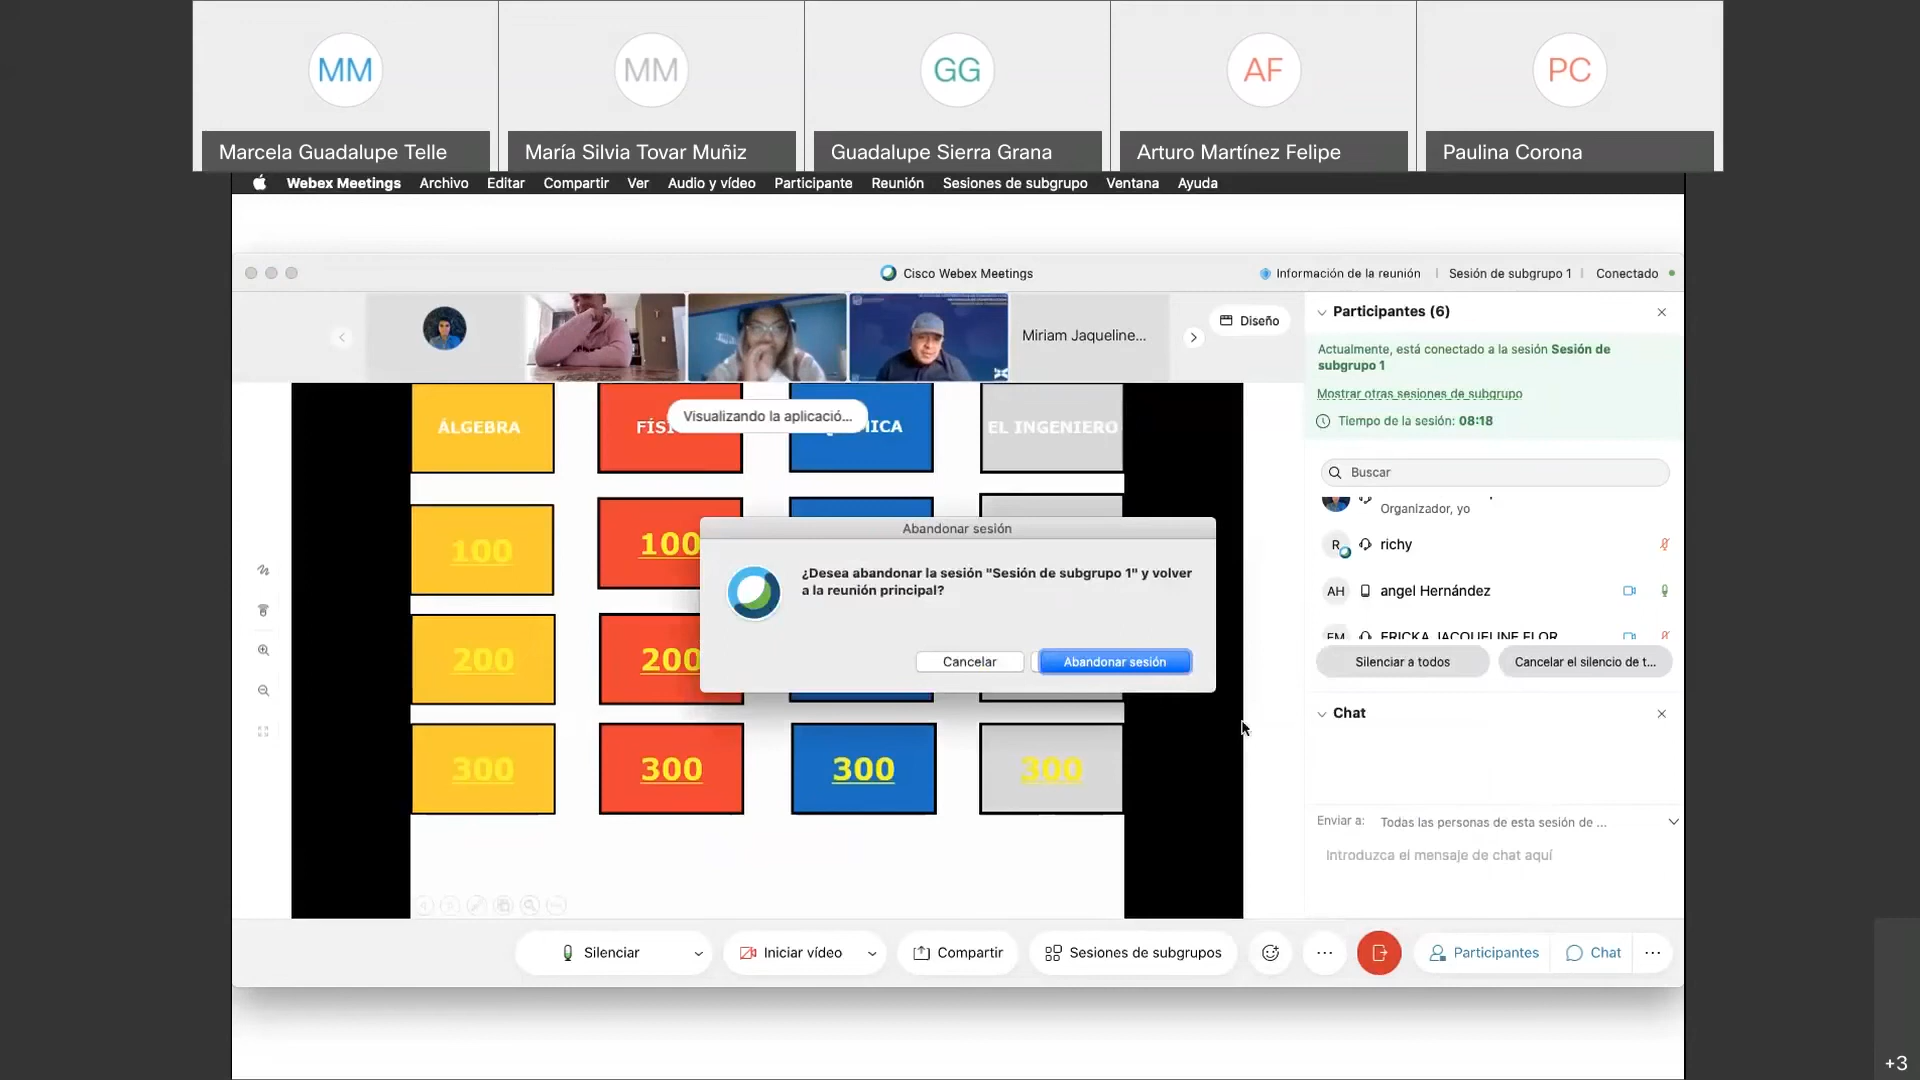 MM
MM
GG
AF
PC
Marcela Guadalupe Telle
María Silvia Tovar Muñiz
Guadalupe Sierra Grana
Arturo Martínez Felipe
Paulina Corona
Webex Meetings Archivo Editar Compartir Ver Audio y vídeo Participante Reunión Sesiones de subgrupo Ventana Ayuda
Cisco Webex Meetings
Información de la reunión
Sesión de subgrupo 1
Conectado
Miriam Jaqueline...
Diseño
Visualizando la aplicació...
ÁLGEBRA
EL INGENIERO
100
100
200
200
300
300
300
300
Abandonar sesión
¿Desea abandonar la sesión "Sesión de subgrupo 1" y volver
a la reunión principal?
Cancelar
Abandonar sesión
Participantes (6)
Actualmente, está conectado a la sesión Sesión de
subgrupo 1
Mostrar otras sesiones de subgrupo
Tiempo de la sesión: 08:18
Buscar
Organizador, yo
R
richy
AH
angel Hernández
EM
ERICKA JACQUELINE FLOR
Silenciar a todos
Cancelar el silencio de t...
Chat
Enviar a:
Todas las personas de esta sesión de ...
Introduzca el mensaje de chat aquí
Silenciar
Iniciar vídeo
Compartir
Sesiones de subgrupos
Participantes
Chat
+3